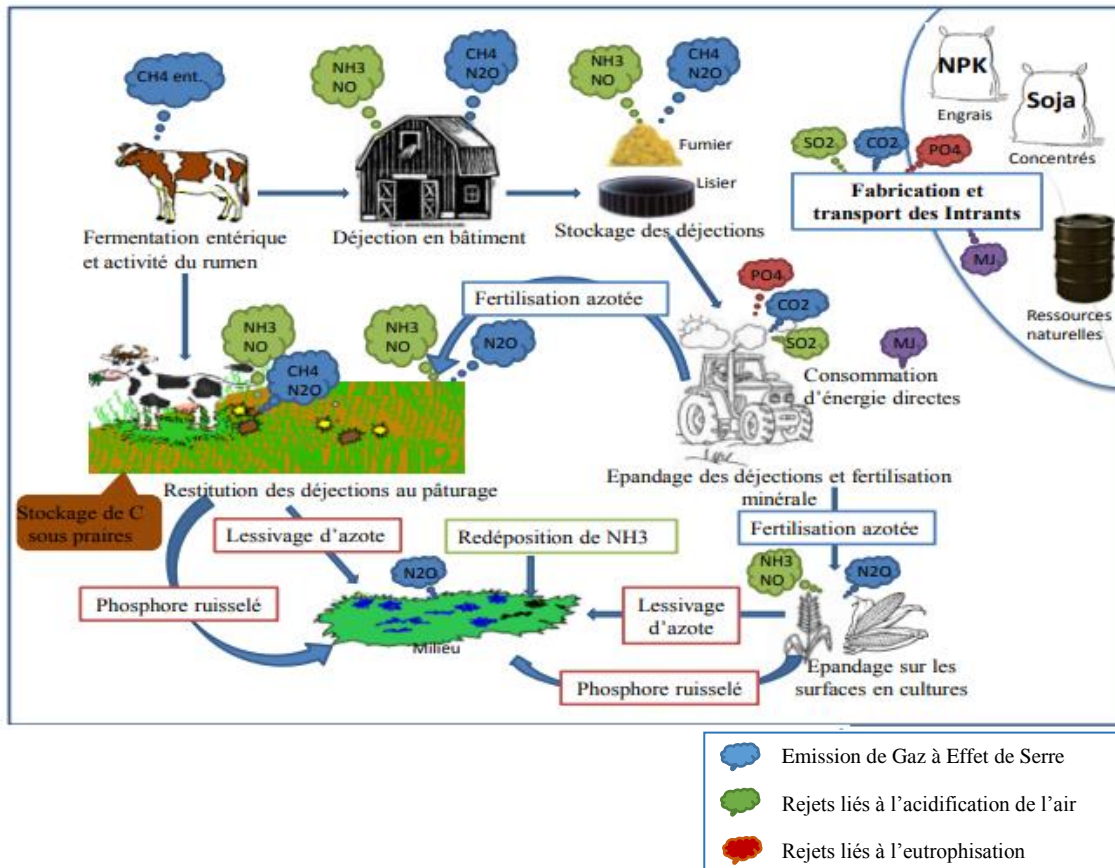 CH4 ent.
NH3
NO
CH4
N2O
NH3
NO
CH4
N2O
NPK
Engrais
Soja
Concentrés
SO2
CO2
PO4
Fabrication et
transport des Intrants
MJ
Ressources
naturelles
Fumier
Lisier
Fermentation entérique
et activité du rumen
Déjection en bâtiment
Stockage des déjections
Fertilisation azotée
NH3
NO
CH4
N2O
NH3
NO
N2O
PO4
CO2
SO2
MJ
Consommation
d'énergie directes
Restitution des déjections au pâturage
Epandage des déjections et fertilisation
minérale
Stockage de C
sous praires
Lessivage d'azote
Redéposition de NH3
Fertilisation azotée
Phosphore ruisselé
N2O
Milieu
Lessivage
d'azote
NH3
NO
N2O
Phosphore ruisselé
Epandage sur les
surfaces en cultures
Emission de Gaz à Effet de Serre
Rejets liés à l'acidification de l'air
Rejets liés à l'eutrophisation